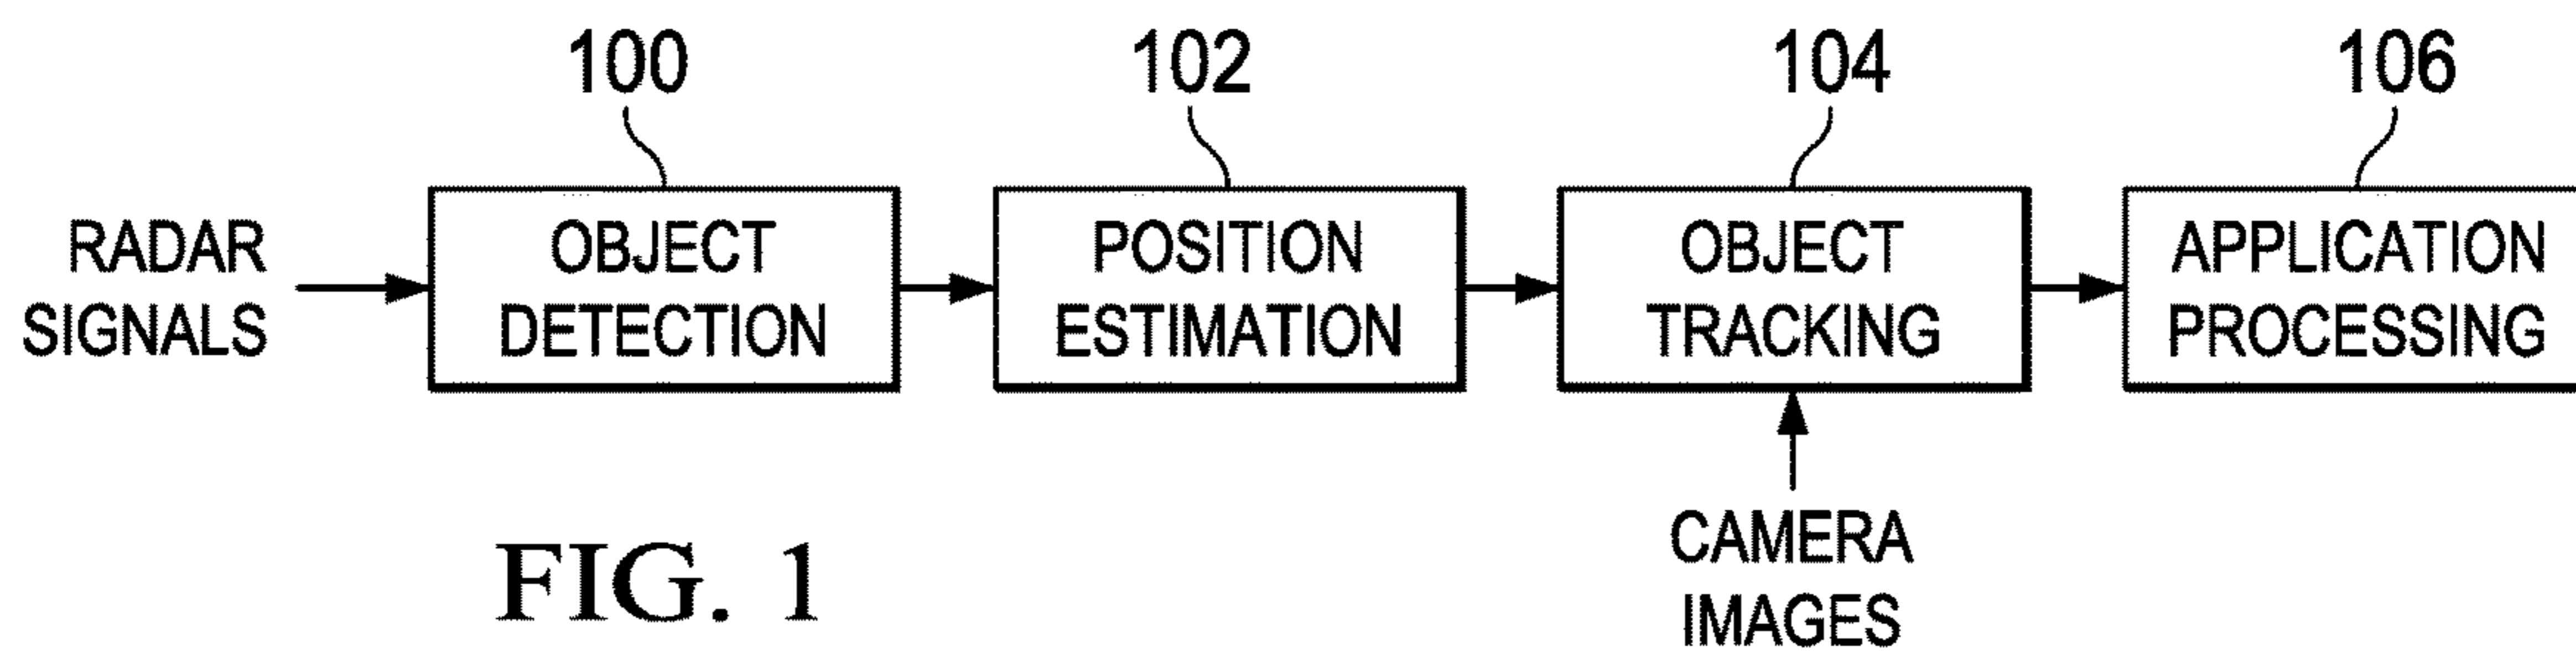 100
102
104
106
RADAR
SIGNALS
OBJECT
DETECTION
POSITION
ESTIMATION
OBJECT
TRACKING
APPLICATION
PROCESSING
CAMERA
IMAGES
FIG. 1